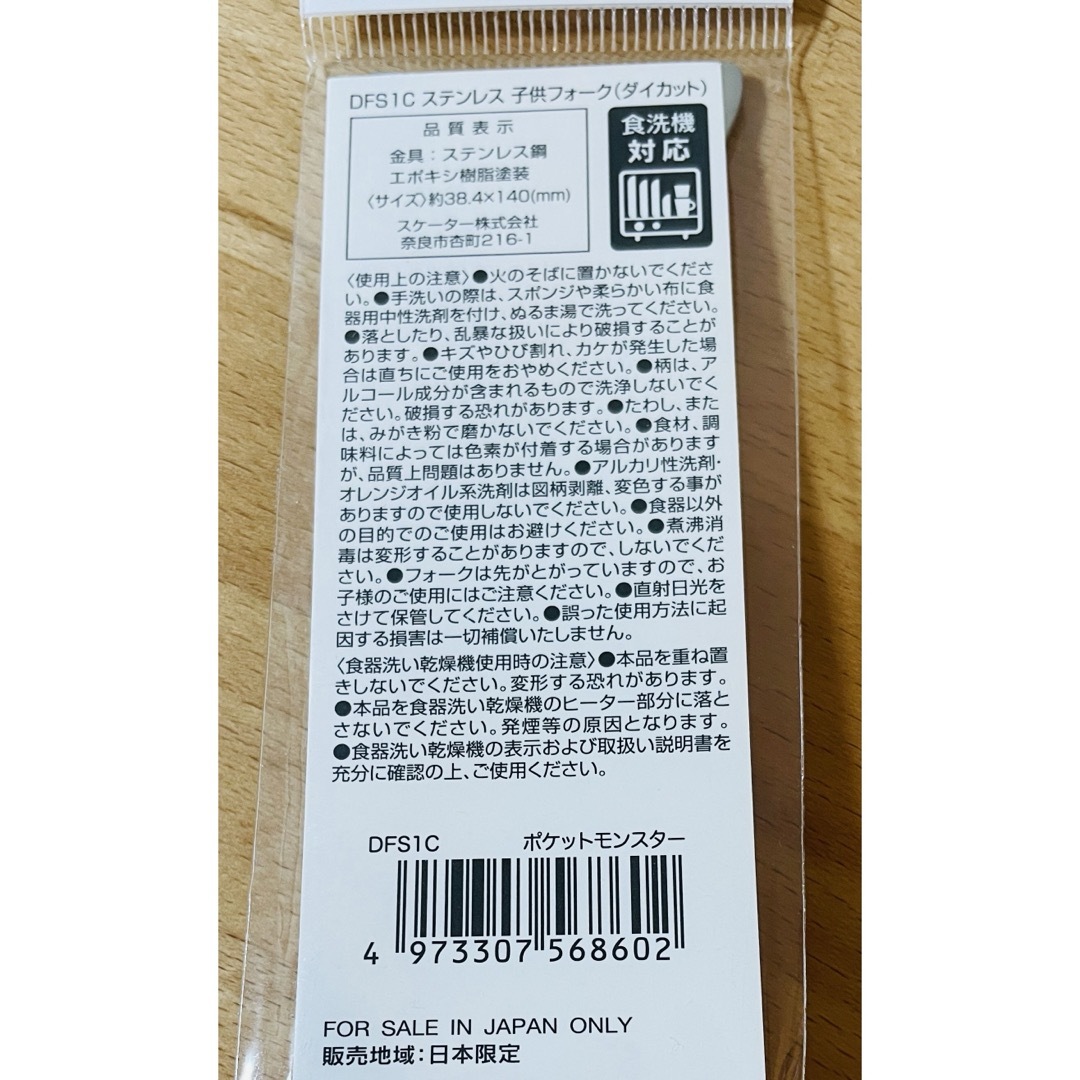 DFS1C ステンレス 子供フォーク(ダイカット)
品質表示
金具：ステンレス鋼
エポキシ樹脂塗装
〈サイズ〉約38.4×140(mm)
スケーター株式会社
奈良市杏町216-1
食洗機
対応
〈使用上の注意〉●火のそばに置かないでくださ
い。●手洗いの際は、スポンジや柔らかい布に食
器用中性洗剤を付け、ぬるま湯で洗ってください。
●落としたり、乱暴な扱いにより破損することが
あります。●キズやひび割れ、カケが発生した場
合は直ちにご使用をおやめください。●柄は、ア
ルコール成分が含まれるもので洗浄しないでく
ださい。破損する恐れがあります。●たわし、また
は、みがき粉で磨かないでください。●食材、調
味料によっては色素が付着する場合があります
が、品質上問題はありません。●アルカリ性洗剤・
オレンジオイル系洗剤は図柄剥離、変色する事が
ありますので使用しないでください。●食器以外
の目的でのご使用はお避けください。●煮沸消
毒は変形することがありますので、しないでくだ
さい。●フォークは先がとがっていますので、お
子様のご使用にはご注意ください。●直射日光を
さけて保管してください。●誤った使用方法に起
因する損害は一切補償いたしません。
〈食器洗い乾燥機使用時の注意〉●本品を重ね置
きしないでください。変形する恐れがあります。
●本品を食器洗い乾燥機のヒーター部分に落と
さないでください。発煙等の原因となります。
●食器洗い乾燥機の表示および取扱い説明書を
充分に確認の上、ご使用ください。
DFS1C ポケットモンスター
4 973307 568602
FOR SALE IN JAPAN ONLY
販売地域：日本限定